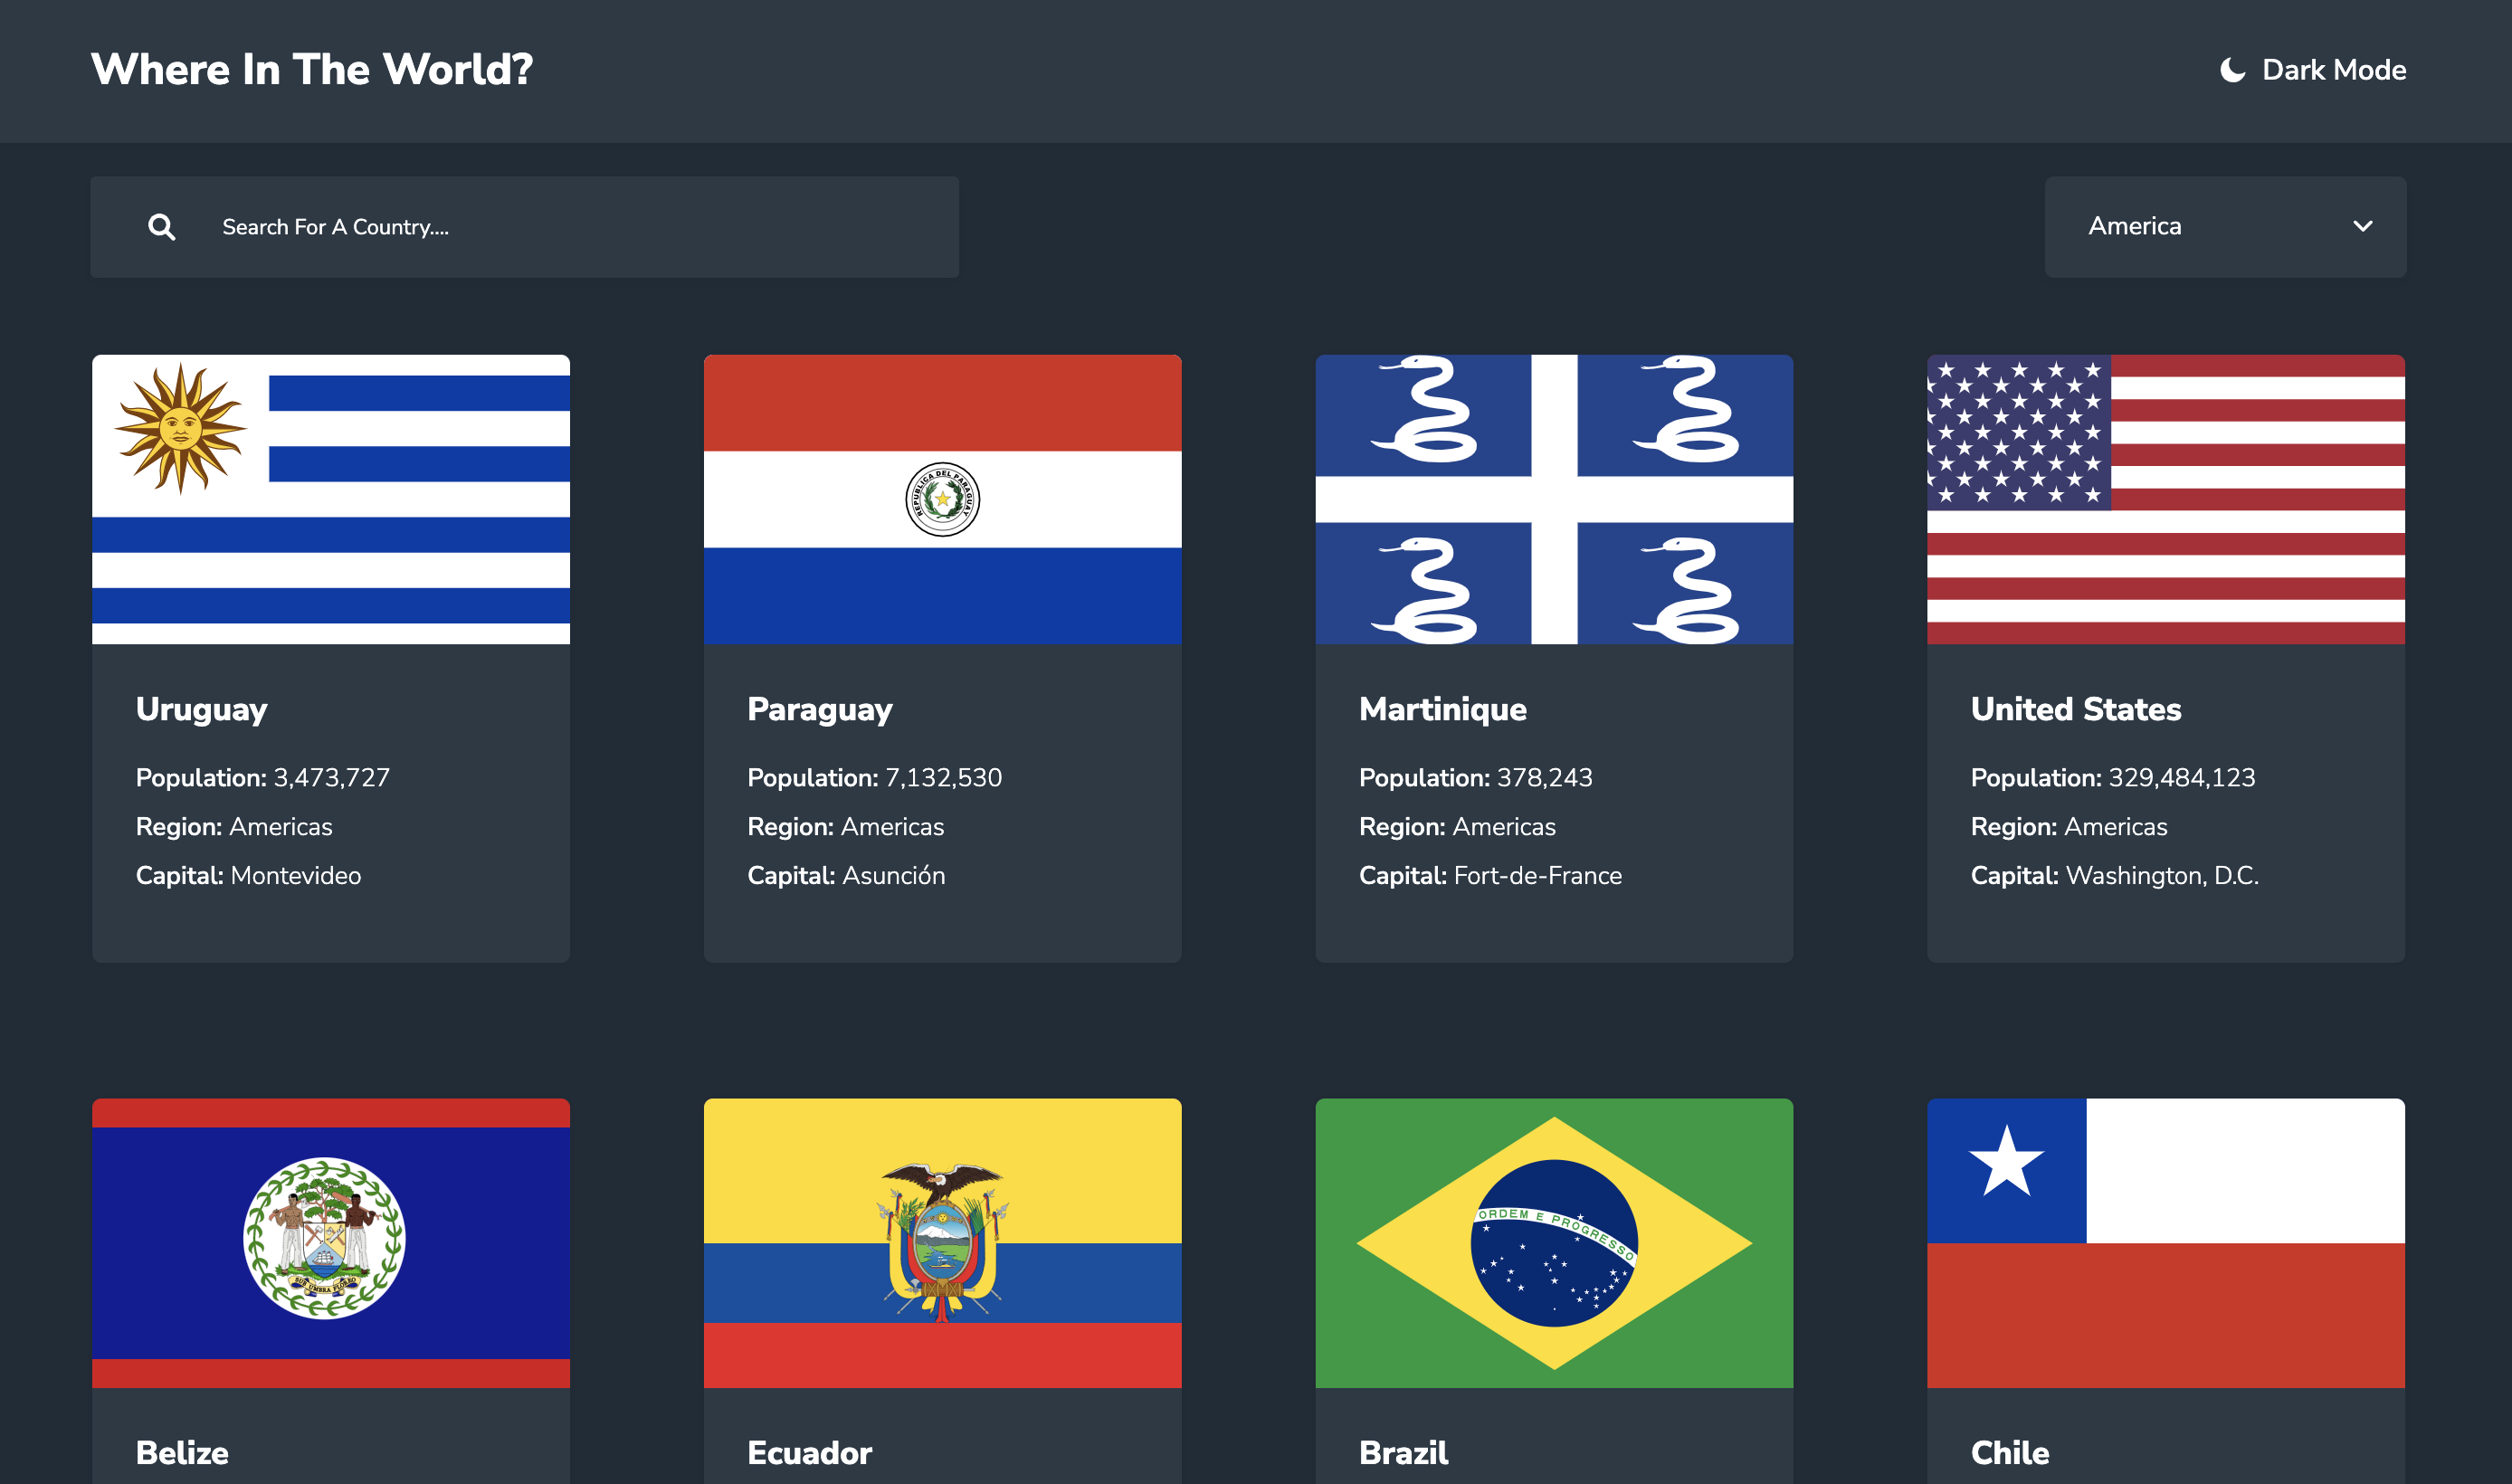 Where In The World?
Dark Mode
Search For A Country....
America
REPUBLICA DEL PARAGUAY
Uruguay
Population: 3,473,727
Region: Americas
Capital: Montevideo
Paraguay
Population: 7,132,530
Region: Americas
Capital: Asunción
Martinique
Population: 378,243
Region: Americas
Capital: Fort-de-France
United States
Population: 329,484,123
Region: Americas
Capital: Washington, D.C.
SUB UMBRA FLOREO
ORDEM E PROGRESSO
Belize
Ecuador
Brazil
Chile